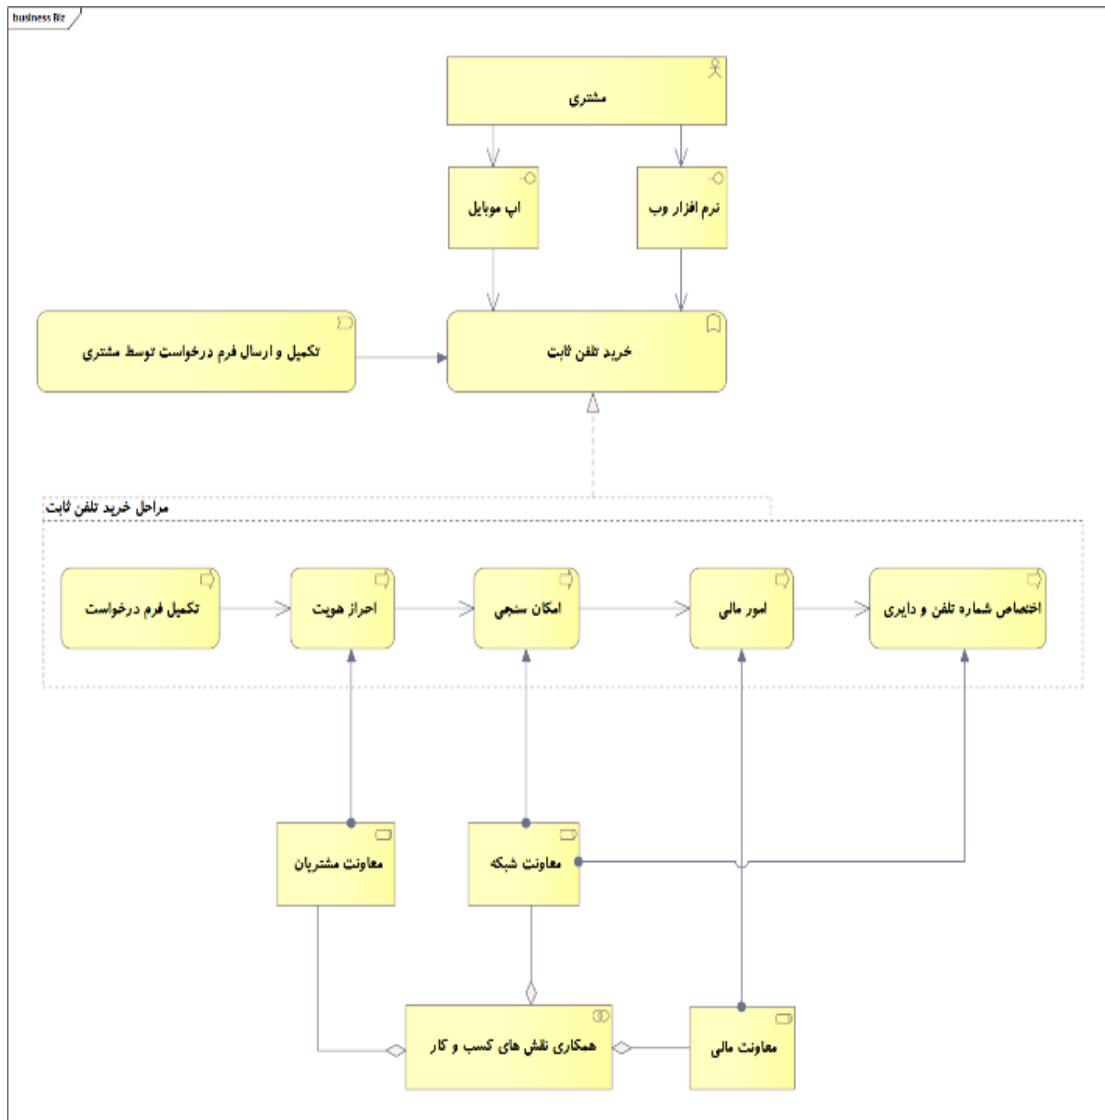 business Biz
مشتری
اپ موبایل
نرم افزار وب
تکمیل و ارسال فرم درخواست توسط مشتری
خرید تلفن ثابت
مراحل خرید تلفن ثابت
تکمیل فرم درخواست
احراز هویت
امکان سنجی
امور مالی
اختصاص شماره تلفن و دایری
معاونت مشتریان
معاونت شبکه
همکاری نقش های کسب و کار
معاونت مالی